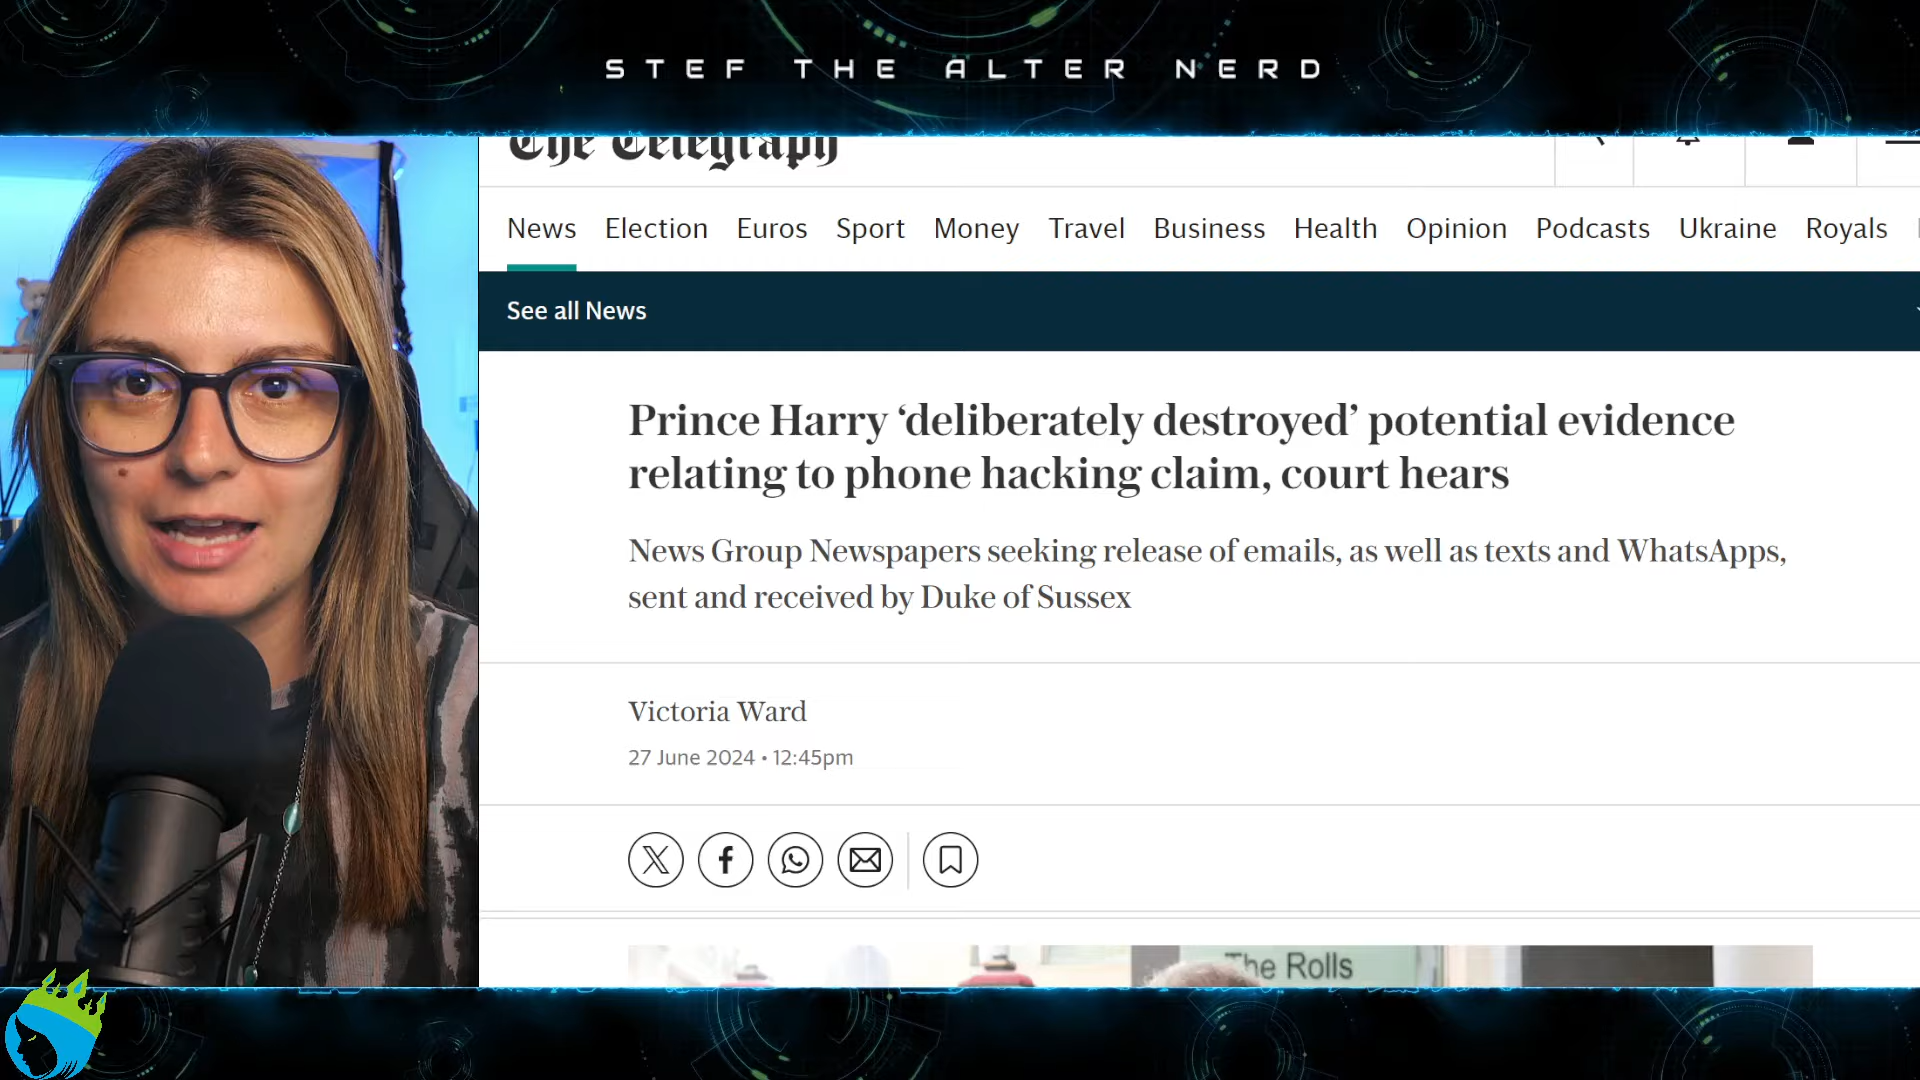 STEF THE ALTER NERD
The Telegraph
News Election Euros Sport Money Travel Business Health Opinion Podcasts Ukraine Royals
See all News
Prince Harry ‘deliberately destroyed’ potential evidence
relating to phone hacking claim, court hears
News Group Newspapers seeking release of emails, as well as texts and WhatsApps,
sent and received by Duke of Sussex
Victoria Ward
27 June 2024 • 12:45pm
The Rolls